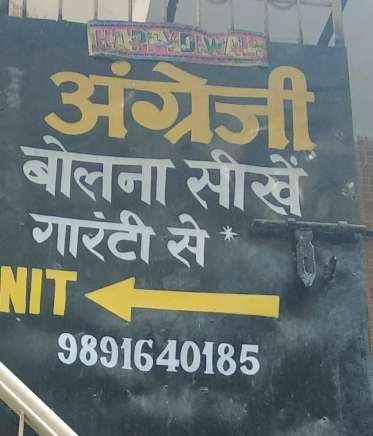 HAPPY DIWALI
अंग्रेजी
बोलना सीखें
गारंटी से *
NIT
9891640185